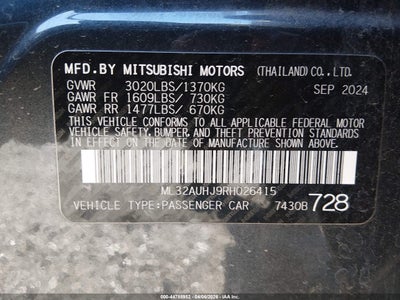 MFD.BY MITSUBISHI MOTORS (THAILAND) CO., LTD.
GVWR 3020LBS/1370KG SEP 2024
GAWR FR 1609LBS/ 730KG
GAWR RR 1477LBS/ 670KG
THIS VEHICLE CONFORMS TO ALL APPLICABLE FEDERAL MOTOR
VEHICLE SAFETY, BUMPER, AND THEFT PREVENTION STANDARDS IN
EFFECT ON THE DATE OF MANUFACTURE SHOWN ABOVE.
ML32AUHJ9RH026415
VEHICLE TYPE:PASSENGER CAR 7430B 728